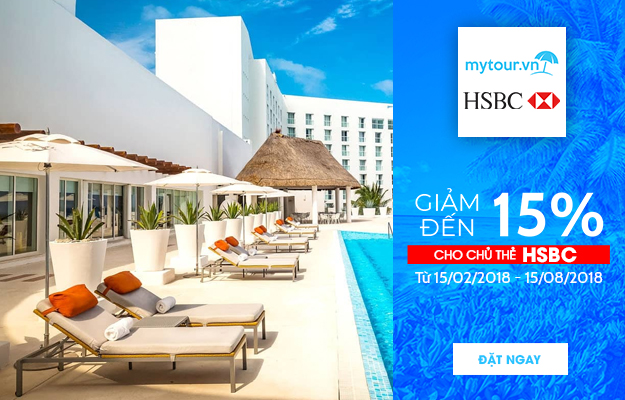 mytour.vn
HSBC
GIẢM
ĐẾN
15%
CHO CHỦ THẺ HSBC
Từ 15/02/2018 - 15/08/2018
ĐẶT NGAY